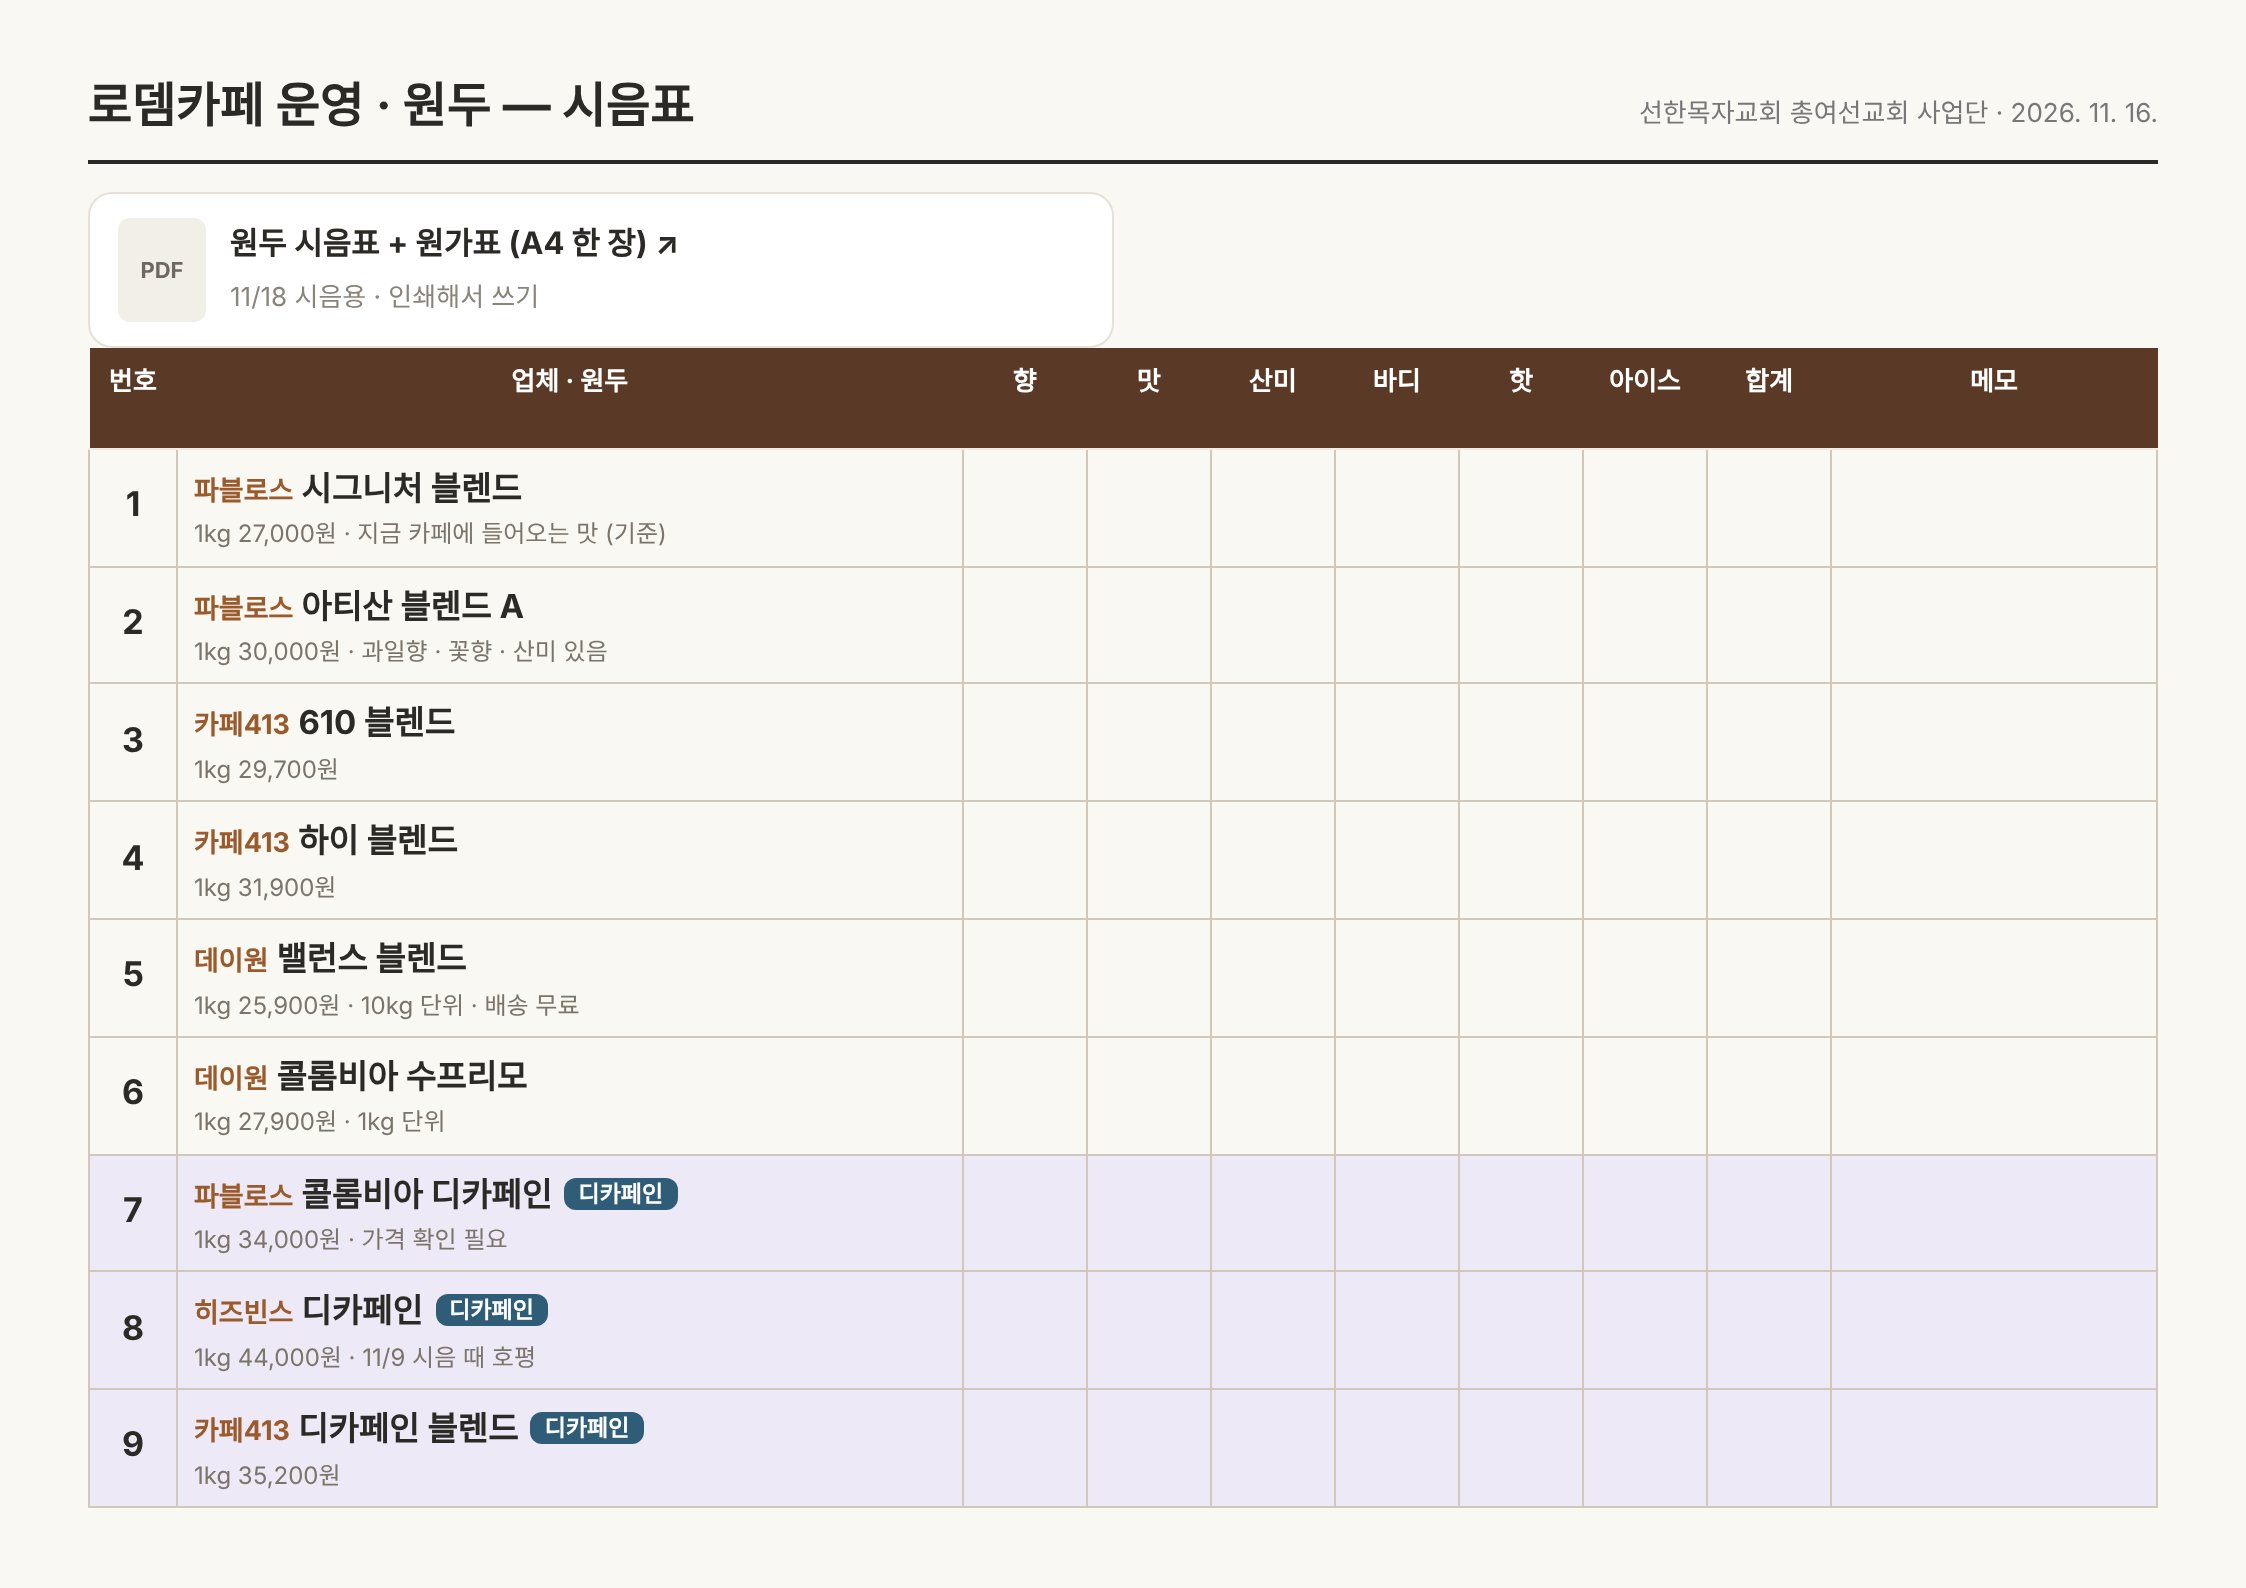 로뎀카페 운영 · 원두 — 시음표
선한목자교회 총여선교회 사업단 · 2026. 11. 16.
PDF
원두 시음표 + 원가표 (A4 한 장) ↗
11/18 시음용 · 인쇄해서 쓰기
번호 업체 · 원두 향 맛 산미 바디 핫 아이스 합계 메모
1 파블로스 시그니처 블렌드
1kg 27,000원 · 지금 카페에 들어오는 맛 (기준)
2 파블로스 아티산 블렌드 A
1kg 30,000원 · 과일향 · 꽃향 · 산미 있음
3 카페413 610 블렌드
1kg 29,700원
4 카페413 하이 블렌드
1kg 31,900원
5 데이원 밸런스 블렌드
1kg 25,900원 · 10kg 단위 · 배송 무료
6 데이원 콜롬비아 수프리모
1kg 27,900원 · 1kg 단위
7 파블로스 콜롬비아 디카페인 디카페인
1kg 34,000원 · 가격 확인 필요
8 히즈빈스 디카페인 디카페인
1kg 44,000원 · 11/9 시음 때 호평
9 카페413 디카페인 블렌드 디카페인
1kg 35,200원